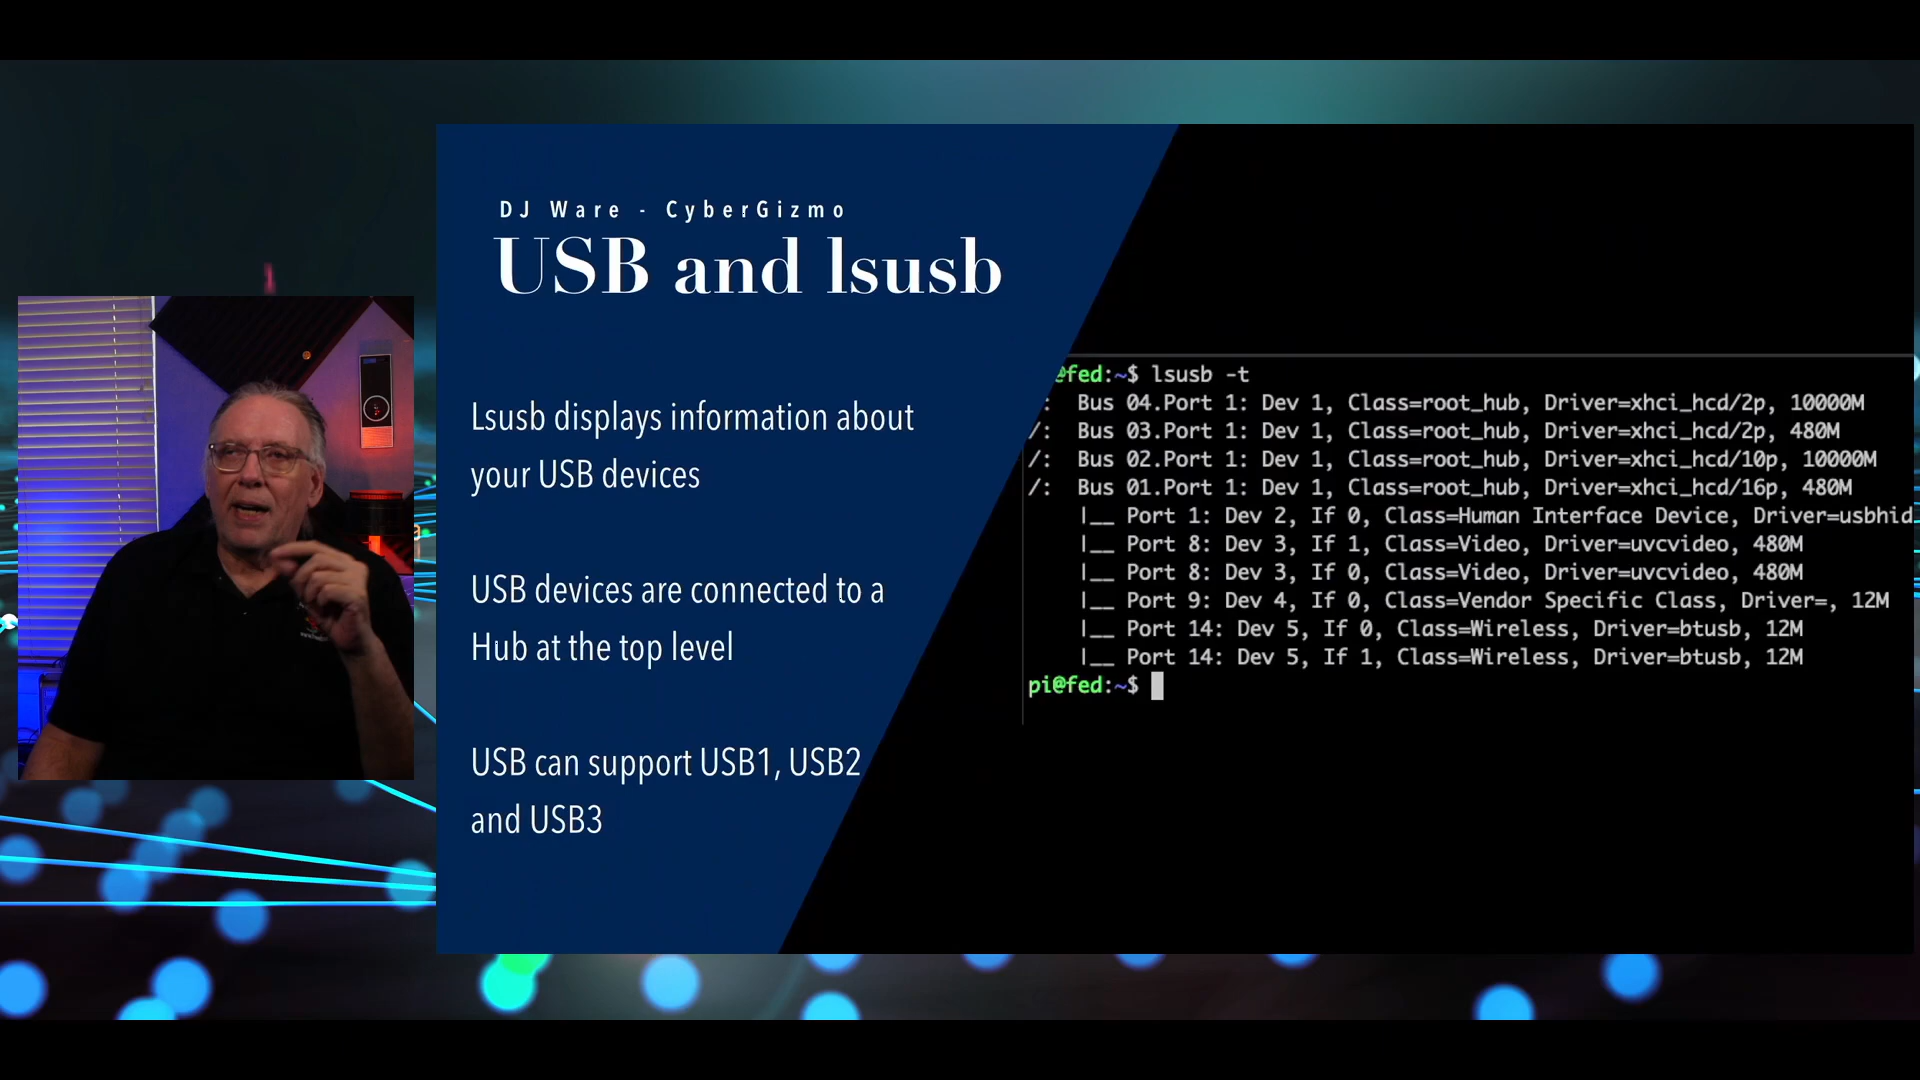 DJ Ware - CyberGizmo
USB and lsusb
Lsusb displays information about
your USB devices
USB devices are connected to a
Hub at the top level
USB can support USB1, USB2
and USB3
@fed:~$ lsusb -t
: Bus 04.Port 1: Dev 1, Class=root_hub, Driver=xhci_hcd/2p, 10000M
/: Bus 03.Port 1: Dev 1, Class=root_hub, Driver=xhci_hcd/2p, 480M
/: Bus 02.Port 1: Dev 1, Class=root_hub, Driver=xhci_hcd/10p, 10000M
/: Bus 01.Port 1: Dev 1, Class=root_hub, Driver=xhci_hcd/16p, 480M
|__ Port 1: Dev 2, If 0, Class=Human Interface Device, Driver=usbhid
|__ Port 8: Dev 3, If 1, Class=Video, Driver=uvcvideo, 480M
|__ Port 8: Dev 3, If 0, Class=Video, Driver=uvcvideo, 480M
|__ Port 9: Dev 4, If 0, Class=Vendor Specific Class, Driver=, 12M
|__ Port 14: Dev 5, If 0, Class=Wireless, Driver=btusb, 12M
|__ Port 14: Dev 5, If 1, Class=Wireless, Driver=btusb, 12M
pi@fed:~$